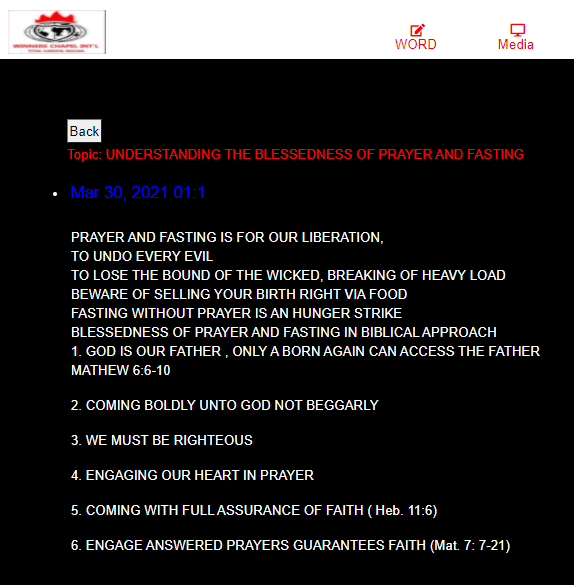 WINNERS CHAPEL INT'L
WORD
Media
Back
Topic: UNDERSTANDING THE BLESSEDNESS OF PRAYER AND FASTING
Mar 30, 2021 01:1
PRAYER AND FASTING IS FOR OUR LIBERATION,
TO UNDO EVERY EVIL
TO LOSE THE BOUND OF THE WICKED, BREAKING OF HEAVY LOAD
BEWARE OF SELLING YOUR BIRTH RIGHT VIA FOOD
FASTING WITHOUT PRAYER IS AN HUNGER STRIKE
BLESSEDNESS OF PRAYER AND FASTING IN BIBLICAL APPROACH
1. GOD IS OUR FATHER , ONLY A BORN AGAIN CAN ACCESS THE FATHER
MATHEW 6:6-10
2. COMING BOLDLY UNTO GOD NOT BEGGARLY
3. WE MUST BE RIGHTEOUS
4. ENGAGING OUR HEART IN PRAYER
5. COMING WITH FULL ASSURANCE OF FAITH ( Heb. 11:6)
6. ENGAGE ANSWERED PRAYERS GUARANTEES FAITH (Mat. 7: 7-21)